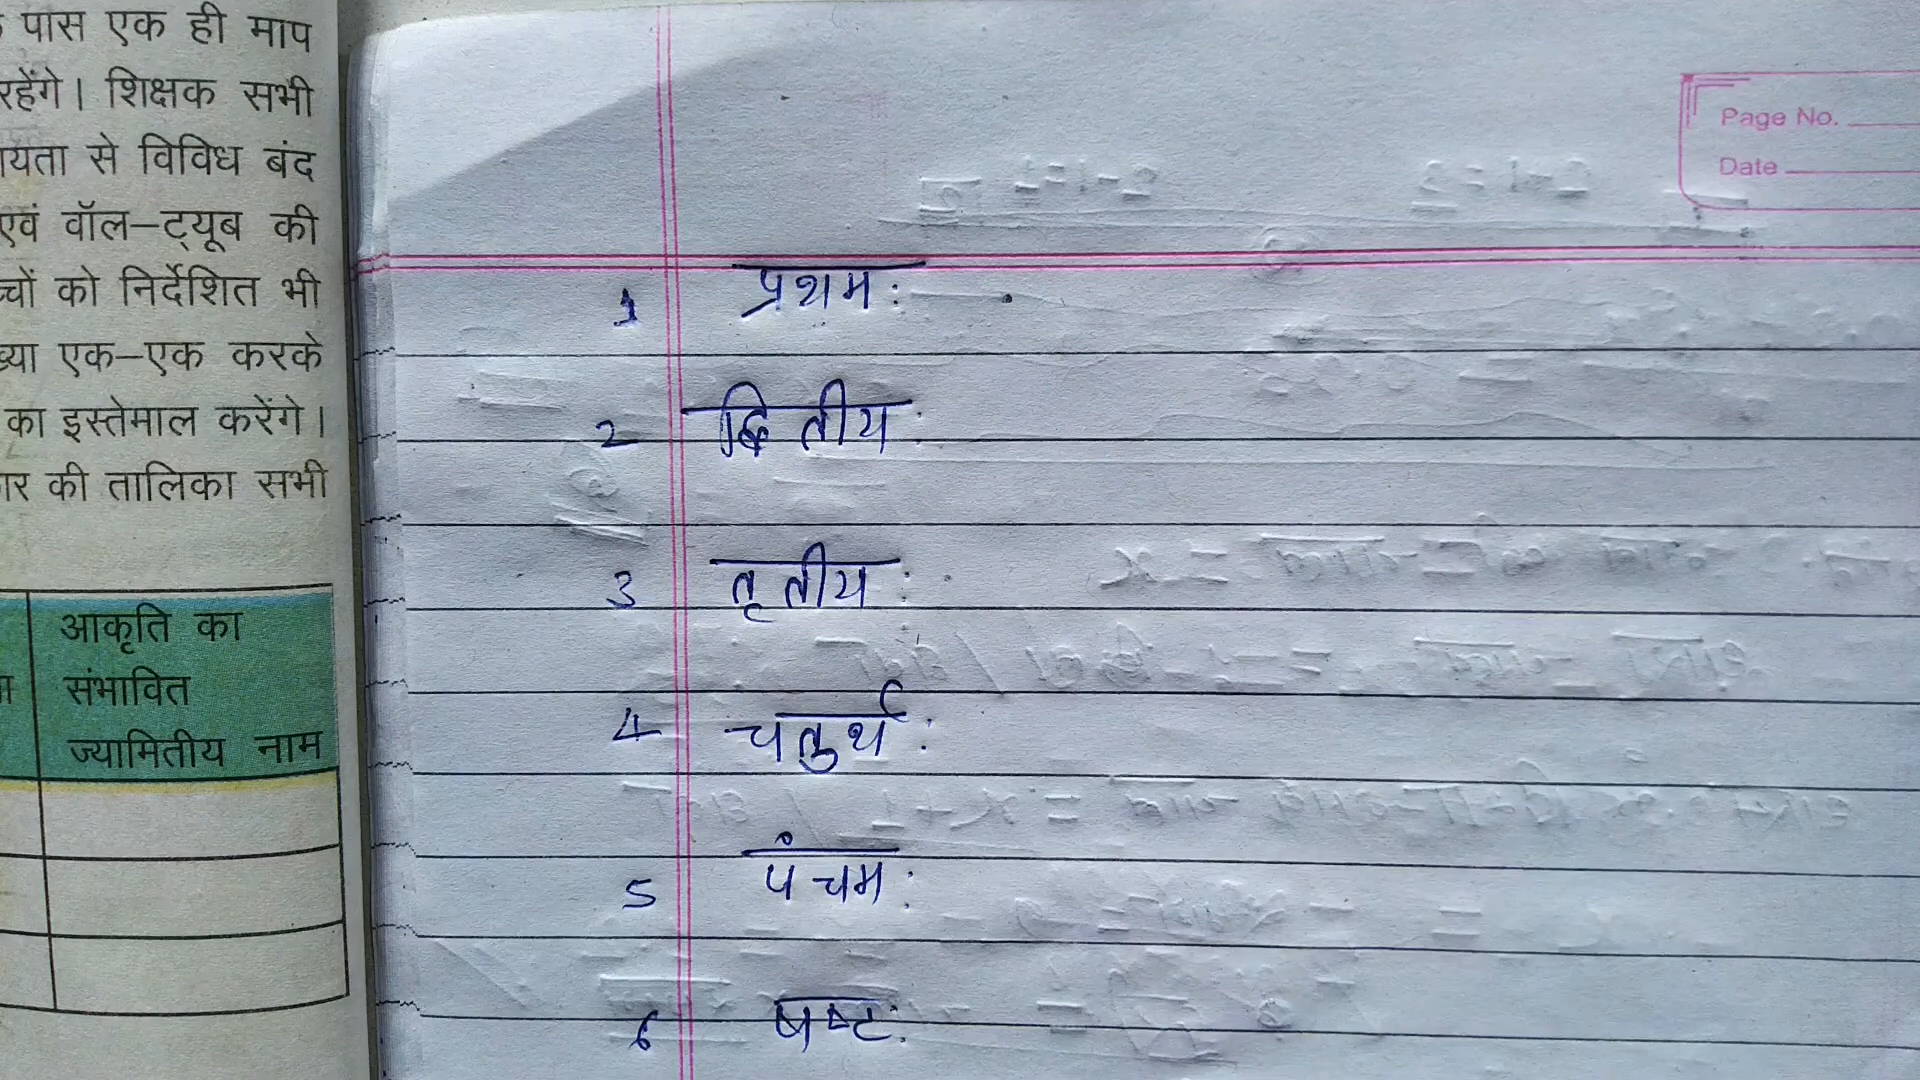 पास एक ही माप
रहेंगे। शिक्षक सभी
यता से विविध बंद
एवं वॉल–ट्यूब की
को निर्देशित भी
एक–एक करके
का इस्तेमाल करेंगे।
की तालिका सभी
आकृति का
संभावित
ज्यामितीय नाम
Page No.
Date
1 प्रथम:
2 द्वितीय:
3 तृतीय:
4 चतुर्थ:
5 पंचम:
6 षष्ट: